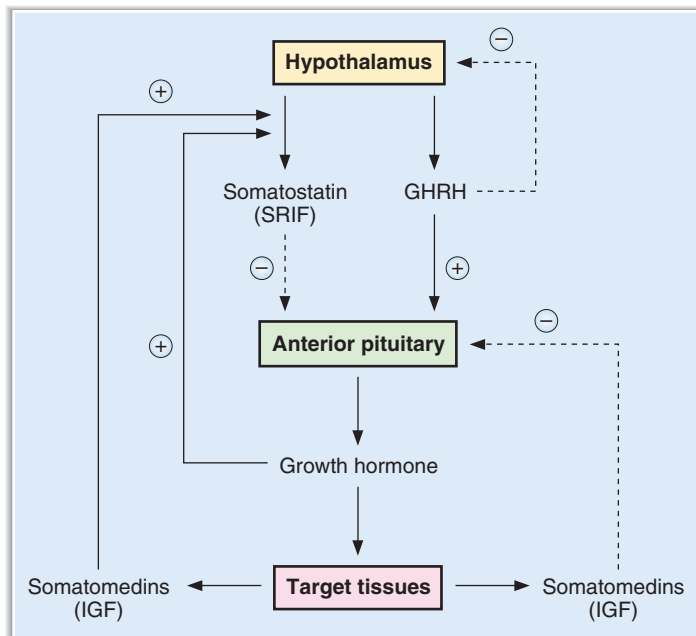 −
Hypothalamus
+
Somatostatin
(SRIF)
GHRH
−
+
−
Anterior pituitary
+
Growth hormone
Somatomedins
(IGF)
Target tissues
Somatomedins
(IGF)